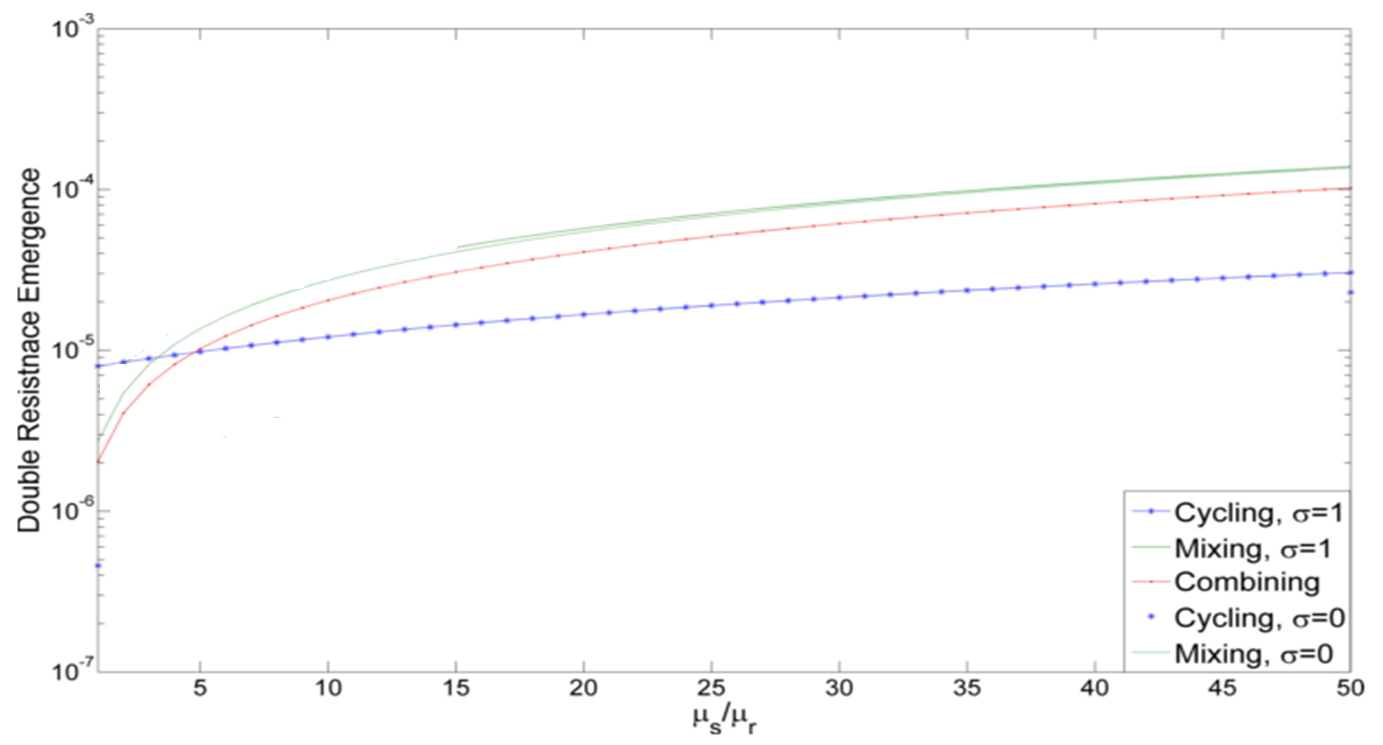 10-3
10-4
10-5
10-6
10-7
Double Resistnace Emergence
5 10 15 20 25 30 35 40 45 50
μs/μr
Cycling, σ=1
Mixing, σ=1
Combining
Cycling, σ=0
Mixing, σ=0